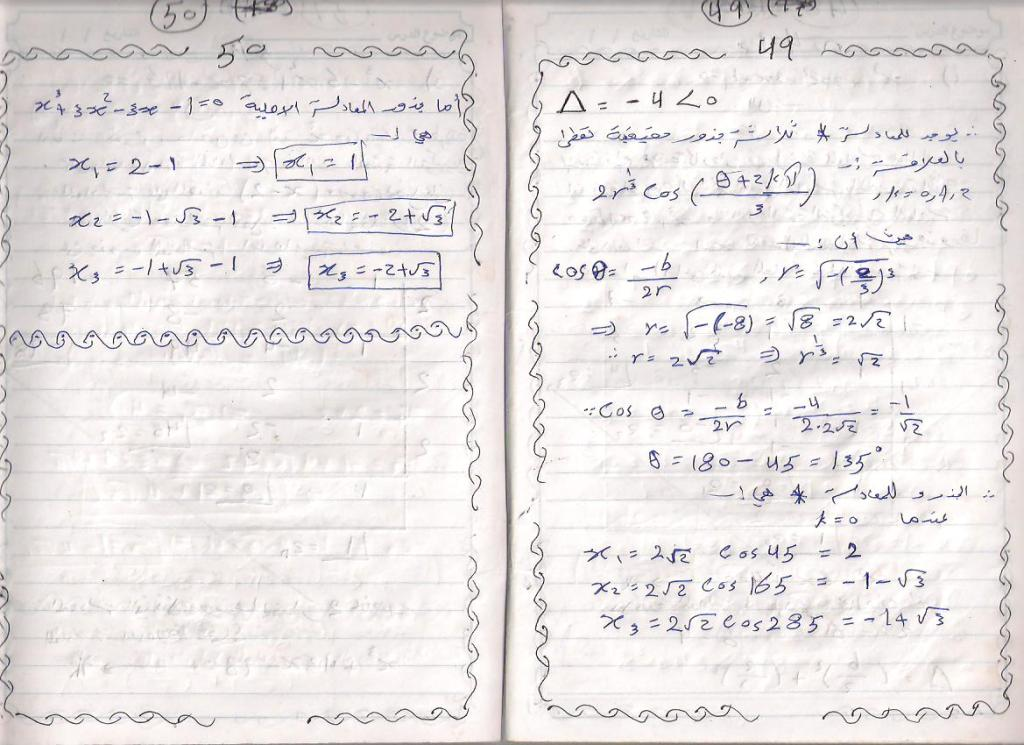 49
Δ = -4 < 0
∴ يوجد للمعادلة * ثلاث جذور حقيقية تعطى
بالعلاقة :-
2r^{1/3} cos((θ+2kπ)/3) , k=0,1,2
حيث أن :-
cos θ = -b/2r , r = √(-(a/3)^3)
⇒ r = √(-(-8)) = √8 = 2√2
∴ r = 2√2 ⇒ r^{1/3} = √2
∴ cos θ = -b/2r = -4/(2·2√2) = -1/√2
θ = 180 - 45 = 135°
∴ الجذور للمعادلة * هي :-
عندما k=0
x₁ = 2√2 cos 45 = 2
x₂ = 2√2 cos 165 = -1-√3
x₃ = 2√2 cos 285 = -1+√3
50
50
أما جذور المعادلة الاصلية x³+3x²-3x-1=0
هي :-
x₁ = 2-1 ⇒ x₁ = 1
x₂ = -1-√3-1 ⇒ x₂ = -2+√3
x₃ = -1+√3-1 ⇒ x₃ = -2+√3